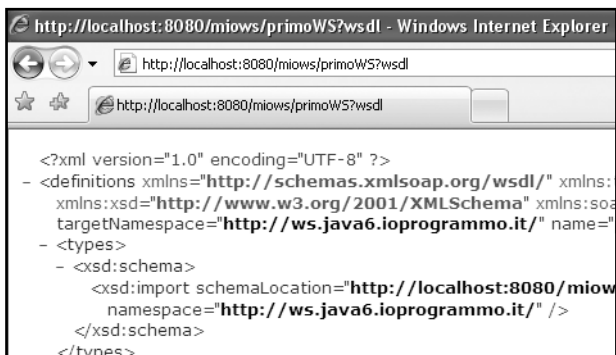 http://localhost:8080/miows/primoWS?wsdl - Windows Internet Explorer
http://localhost:8080/miows/primoWS?wsdl
http://localhost:8080/miows/primoWS?wsdl
<?xml version="1.0" encoding="UTF-8" ?>
- <definitions xmlns="http://schemas.xmlsoap.org/wsdl/" xmlns:
xmlns:xsd="http://www.w3.org/2001/XMLSchema" xmlns:soa
targetNamespace="http://ws.java6.ioprogrammo.it/" name="
- <types>
- <xsd:schema>
<xsd:import schemaLocation="http://localhost:8080/miow
namespace="http://ws.java6.ioprogrammo.it/" />
</xsd:schema>
</types>